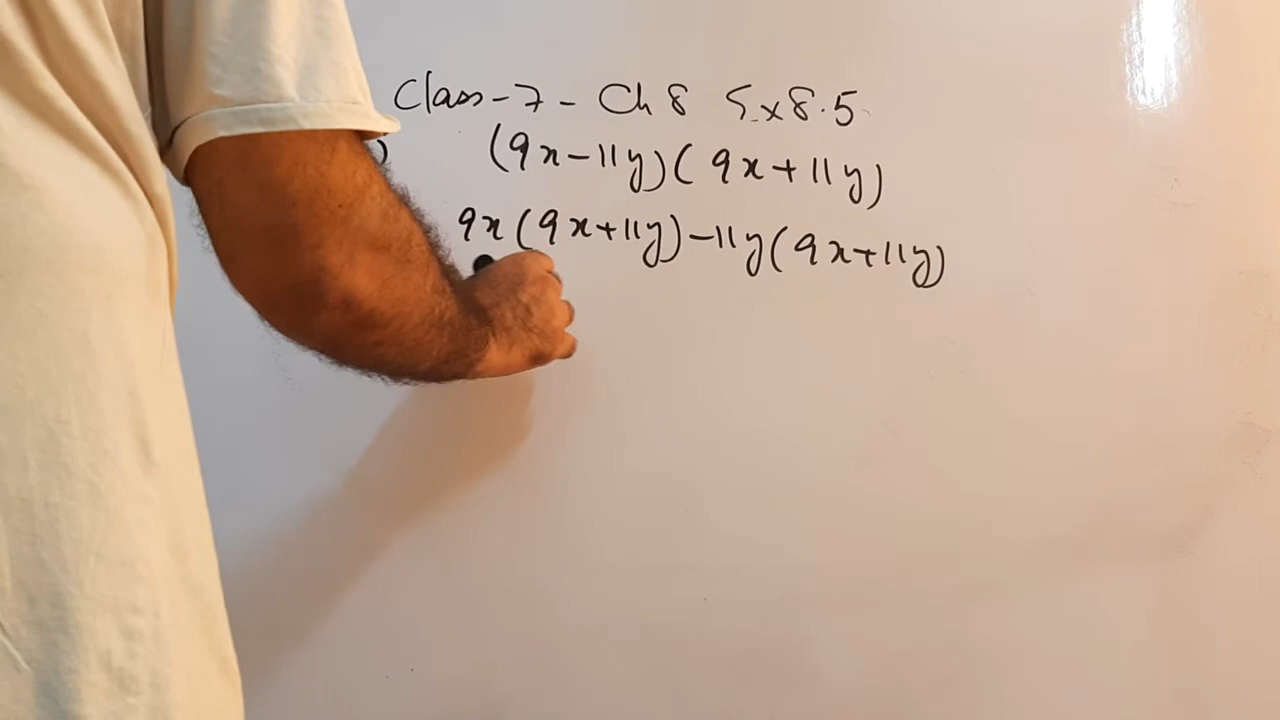 Class-7-Ch 8 Ex 8.5
) (9x-11y)(9x+11y)
9x(9x+11y)-11y(9x+11y)